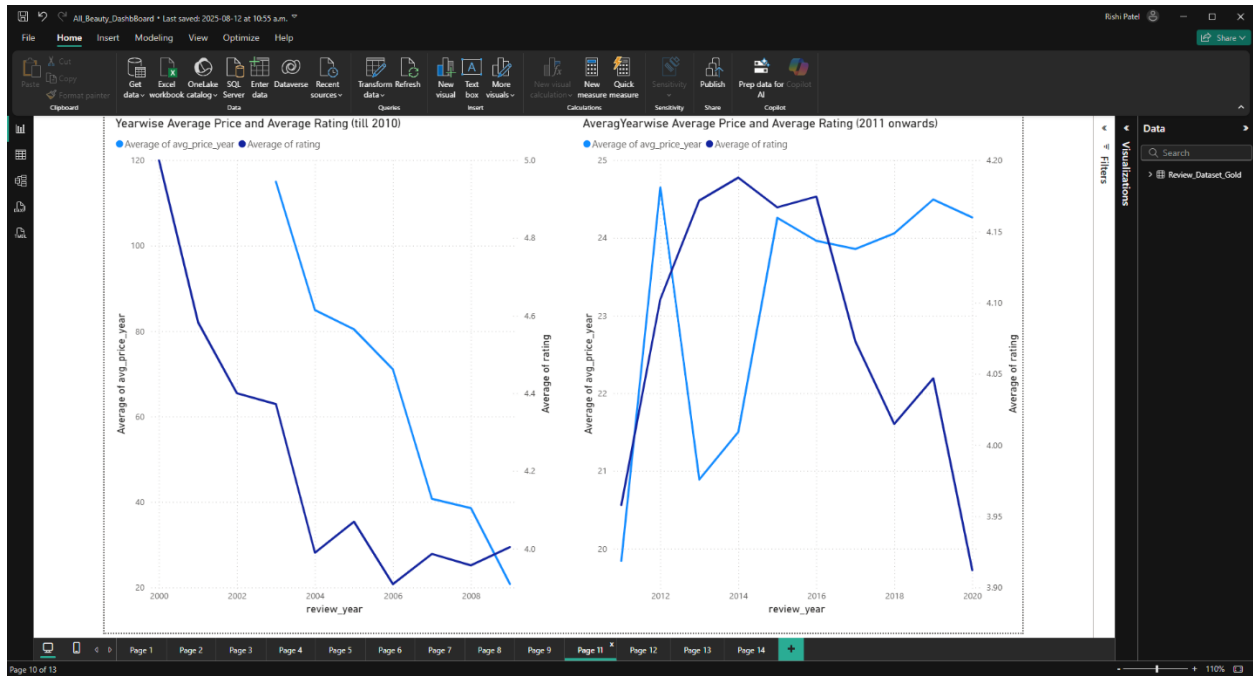 All_Beauty_DashbBoard • Last saved: 2025-08-12 at 10:55 a.m.
Rishi Patel
File Home Insert Modeling View Optimize Help
Share
Paste
Cut
Copy
Format painter
Clipboard
Get data
Excel workbook
OneLake catalog
SQL Server
Enter data
Dataverse
Recent sources
Data
Transform data
Refresh
Queries
New visual
Text box
More visuals
Insert
New visual calculation
New measure
Quick measure
Calculations
Sensitivity
Sensitivity
Publish
Share
Prep data for AI
Copilot
Copilot
Yearwise Average Price and Average Rating (till 2010)
Average of avg_price_year Average of rating
120
100
80
60
40
20
Average of avg_price_year
5.0
4.8
4.6
4.4
4.2
4.0
Average of rating
2000 2002 2004 2006 2008
review_year
AveragYearwise Average Price and Average Rating (2011 onwards)
Average of avg_price_year Average of rating
25
24
23
22
21
20
Average of avg_price_year
4.20
4.15
4.10
4.05
4.00
3.95
3.90
Average of rating
2012 2014 2016 2018 2020
review_year
Filters
Visualizations
Data
Search
Review_Dataset_Gold
Page 1 Page 2 Page 3 Page 4 Page 5 Page 6 Page 7 Page 8 Page 9 Page 11 Page 12 Page 13 Page 14
Page 10 of 13
110%